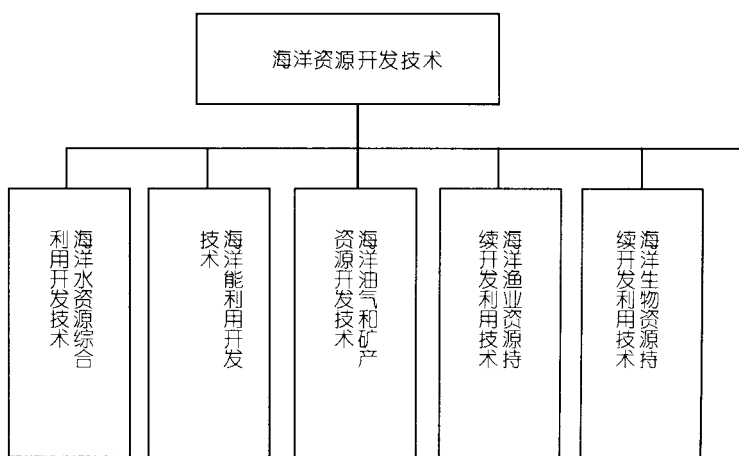 海洋资源开发技术
海洋水资源综合
利用开发技术
海洋能利用开发
技术
海洋油气和矿产
资源开发技术
海洋渔业资源持
续开发利用技术
海洋生物资源持
续开发利用技术